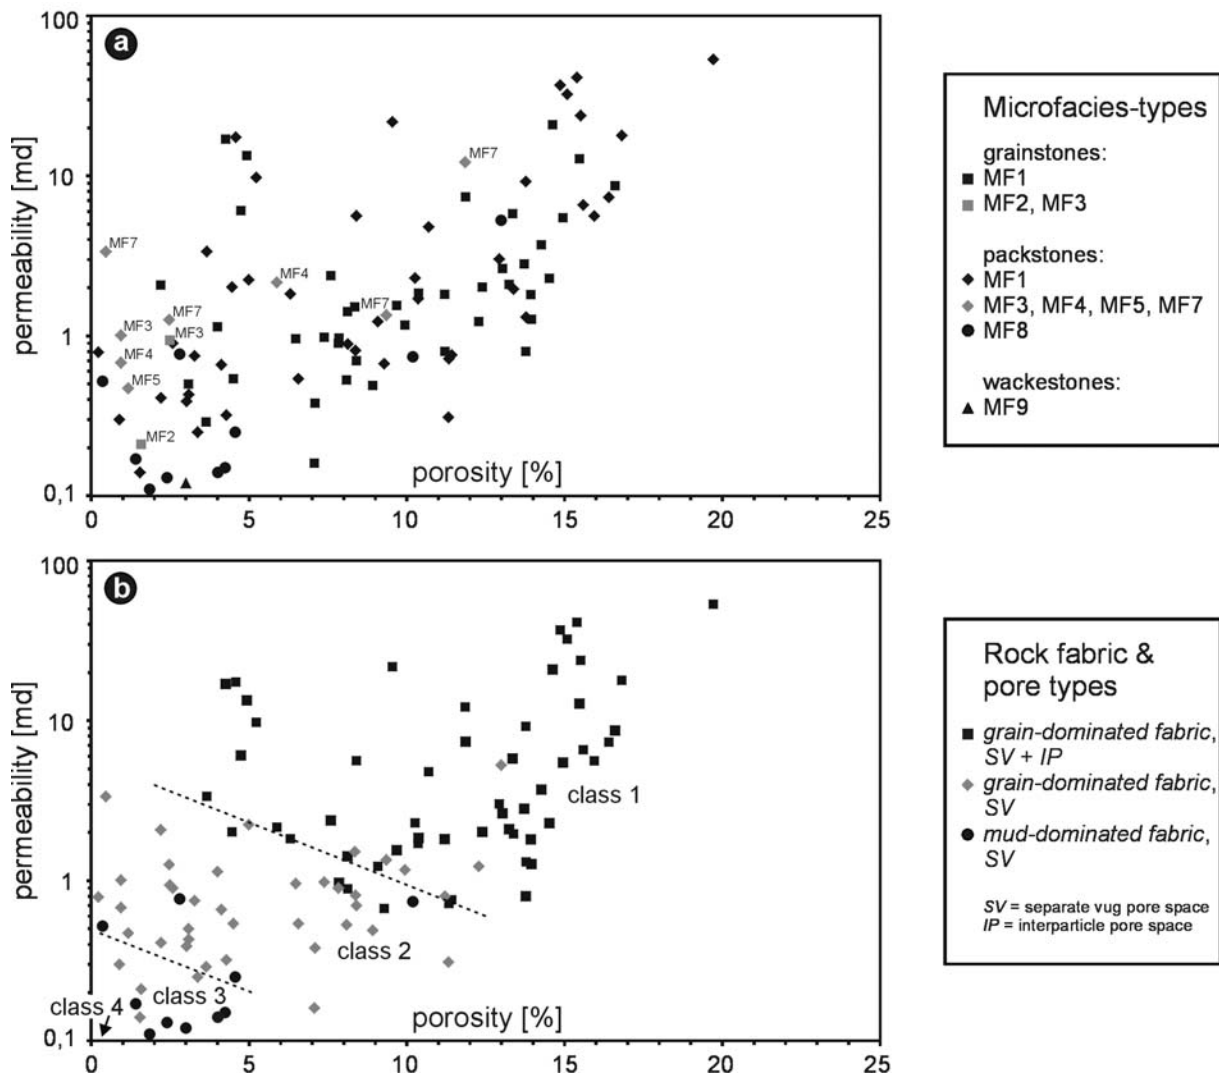 a
100
10
1
0,1
permeability [md]
MF7
MF7
MF4
MF7
MF7
MF3
MF3
MF4
MF5
MF2
porosity [%]
0
5
10
15
20
25
Microfacies-types
grainstones:
MF1
MF2, MF3
packstones:
MF1
MF3, MF4, MF5, MF7
MF8
wackestones:
MF9
b
100
10
1
0,1
permeability [md]
class 1
class 2
class 3
class 4
porosity [%]
0
5
10
15
20
25
Rock fabric &
pore types
grain-dominated fabric,
SV + IP
grain-dominated fabric,
SV
mud-dominated fabric,
SV
SV = separate vug pore space
IP = interparticle pore space